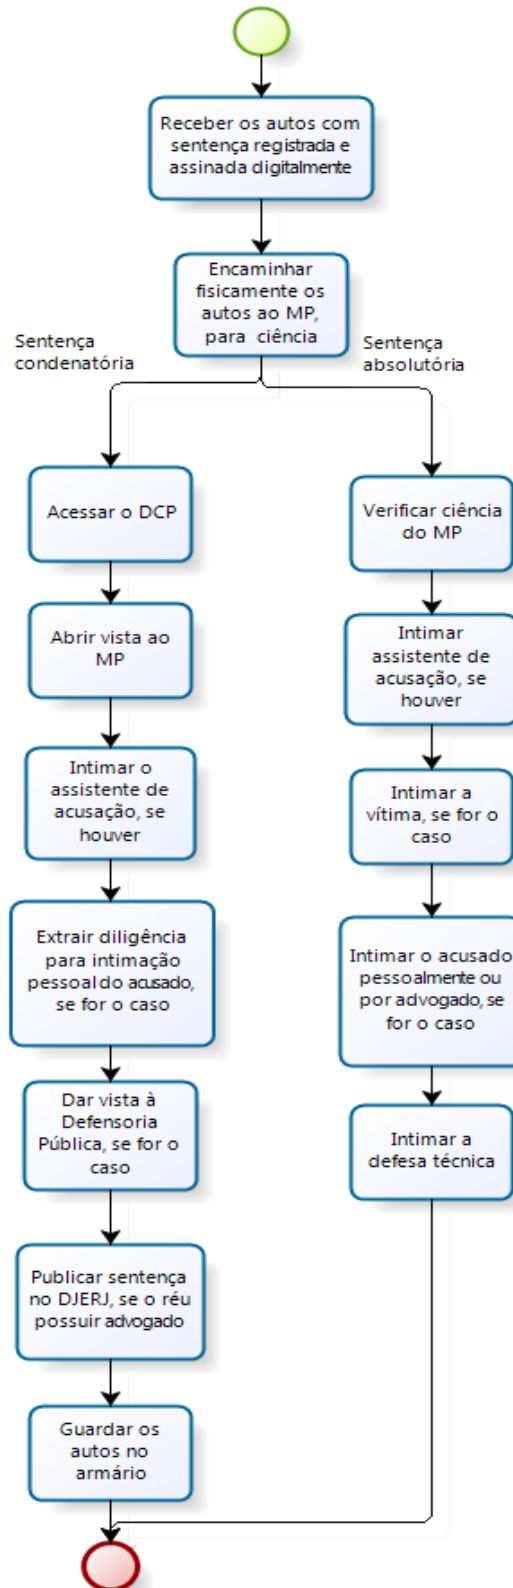 Receber os autos com
sentença registrada e
assinada digitalmente
Encaminhar
fisicamente os
autos ao MP,
para ciência
Sentença
condenatória
Sentença
absolutória
Acessar o DCP
Abrir vista ao
MP
Intimar o
assistente de
acusação, se
houver
Extrair diligência
para intimação
pessoal do acusado,
se for o caso
Dar vista à
Defensoria
Pública, se for o
caso
Publicar sentença
no DJERJ, se o réu
possuir advogado
Guardar os
autos no
armário
Verificar ciência
do MP
Intimar
assistente de
acusação, se
houver
Intimar a
vítima, se for o
caso
Intimar o acusado
pessoalmente ou
por advogado, se
for o caso
Intimar a
defesa técnica